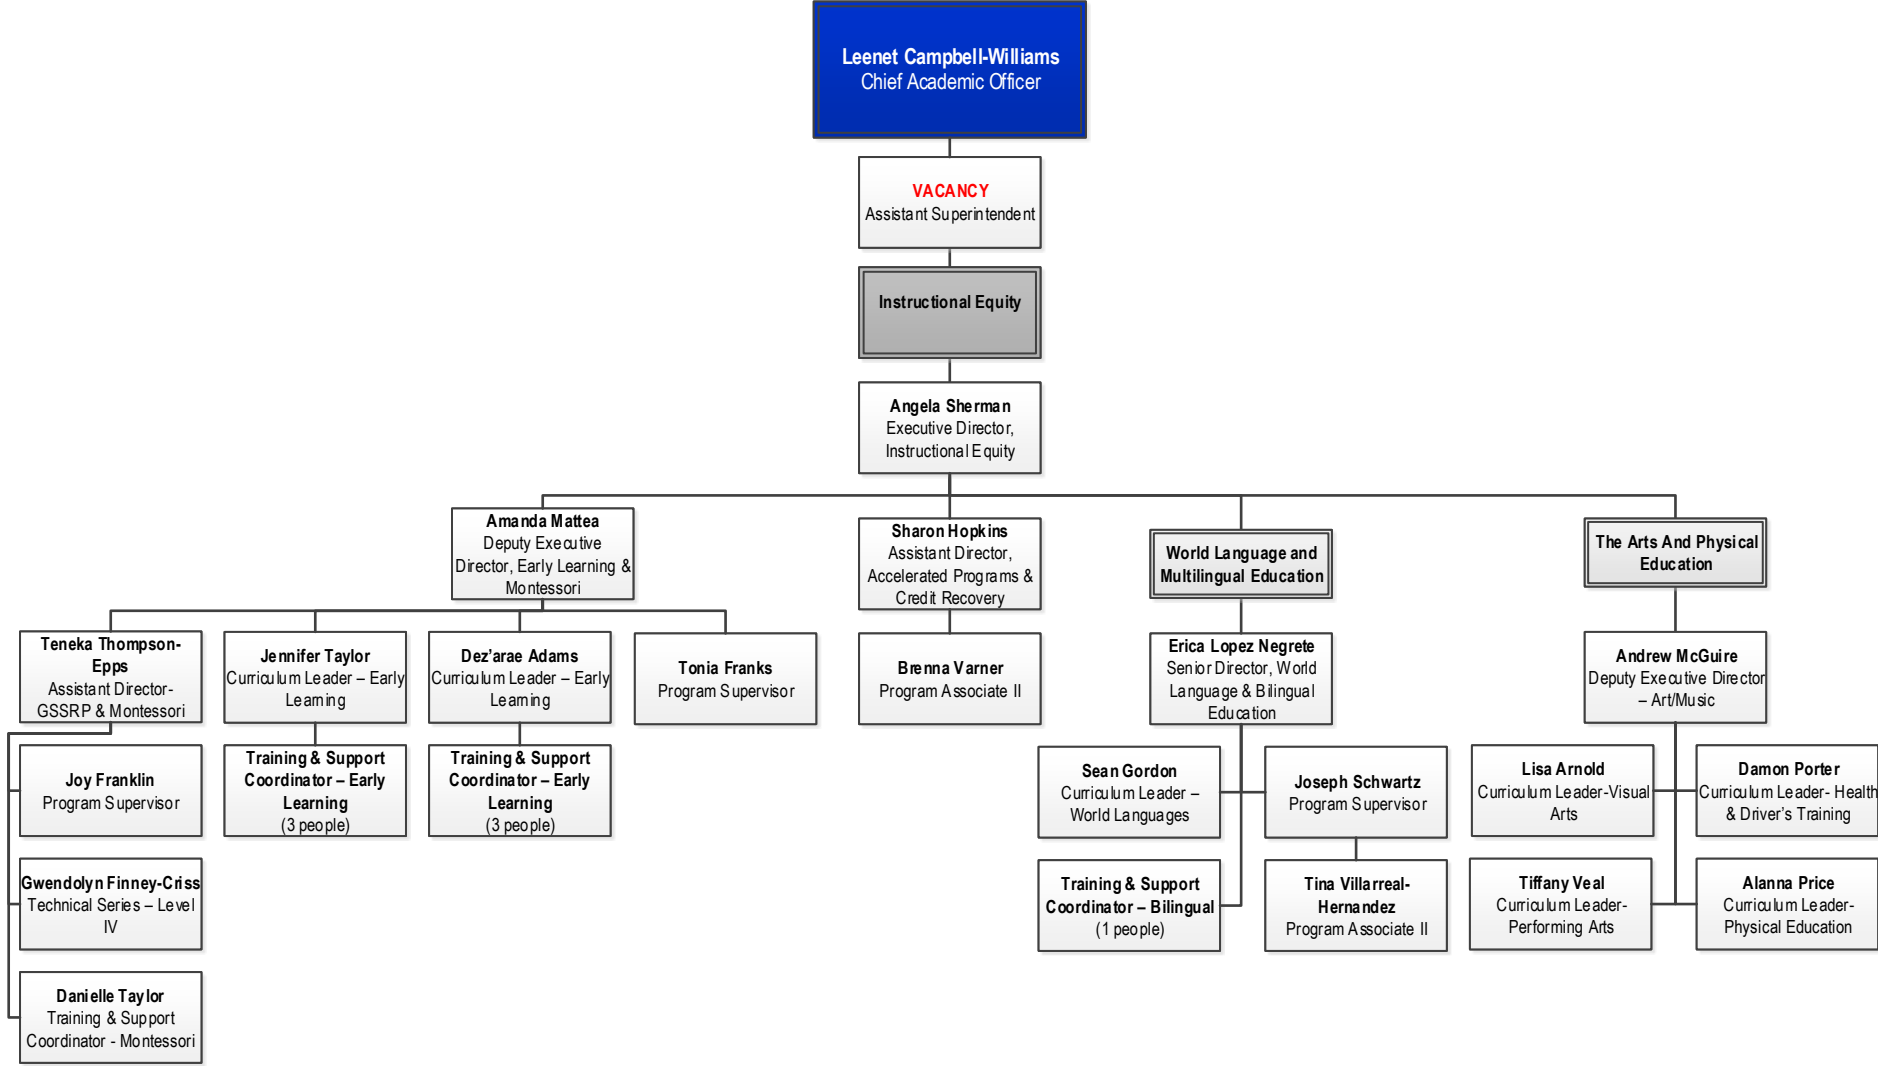 Leenet Campbell-Williams
Chief Academic Officer
VACANCY
Assistant Superintendent
Instructional Equity
Angela Sherman
Executive Director,
Instructional Equity
Amanda Mattea
Deputy Executive
Director, Early Learning &
Montessori
Sharon Hopkins
Assistant Director,
Accelerated Programs &
Credit Recovery
World Language and
Multilingual Education
The Arts And Physical
Education
Teneka Thompson-
Epps
Assistant Director-
GSSRP & Montessori
Jennifer Taylor
Curriculum Leader – Early
Learning
Dez’arae Adams
Curriculum Leader – Early
Learning
Tonia Franks
Program Supervisor
Brenna Varner
Program Associate II
Erica Lopez Negrete
Senior Director, World
Language & Bilingual
Education
Andrew McGuire
Deputy Executive Director
– Art/Music
Joy Franklin
Program Supervisor
Training & Support
Coordinator – Early
Learning
(3 people)
Training & Support
Coordinator – Early
Learning
(3 people)
Sean Gordon
Curriculum Leader –
World Languages
Joseph Schwartz
Program Supervisor
Lisa Arnold
Curriculum Leader-Visual
Arts
Damon Porter
Curriculum Leader- Health
& Driver’s Training
Gwendolyn Finney-Criss
Technical Series – Level
IV
Training & Support
Coordinator – Bilingual
(1 people)
Tina Villarreal-
Hernandez
Program Associate II
Tiffany Veal
Curriculum Leader-
Performing Arts
Alanna Price
Curriculum Leader-
Physical Education
Danielle Taylor
Training & Support
Coordinator - Montessori